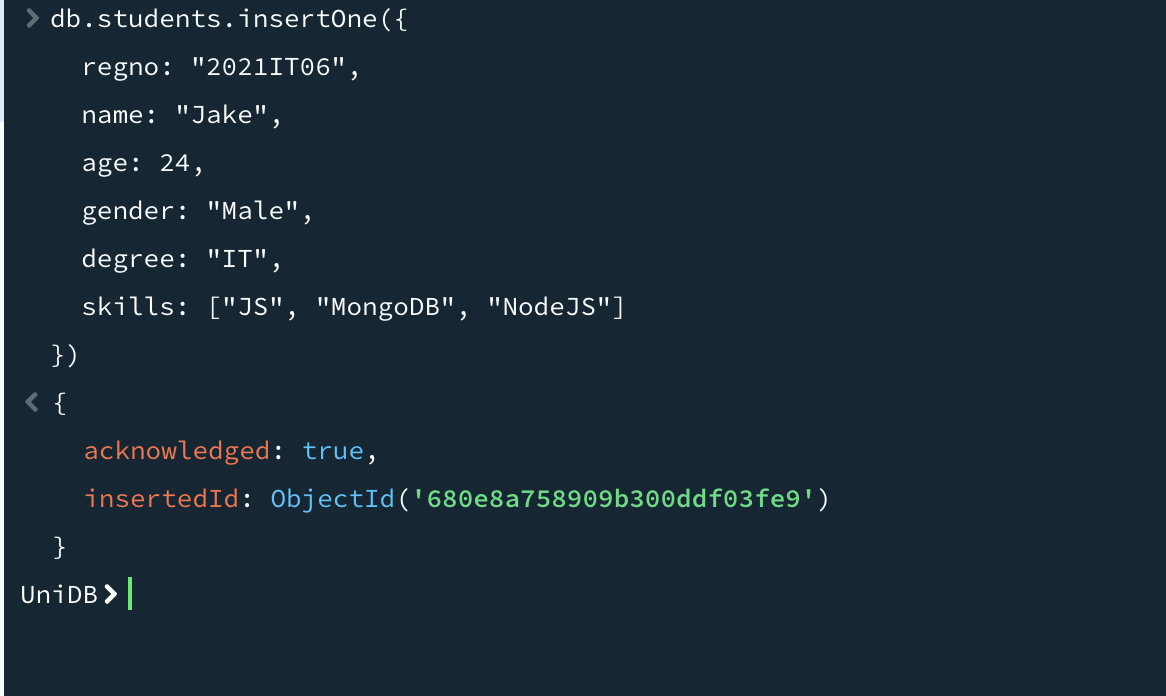 > db.students.insertOne({
regno: "2021IT06",
name: "Jake",
age: 24,
gender: "Male",
degree: "IT",
skills: ["JS", "MongoDB", "NodeJS"]
})
< {
acknowledged: true,
insertedId: ObjectId('680e8a758909b300ddf03fe9')
}
UniDB>